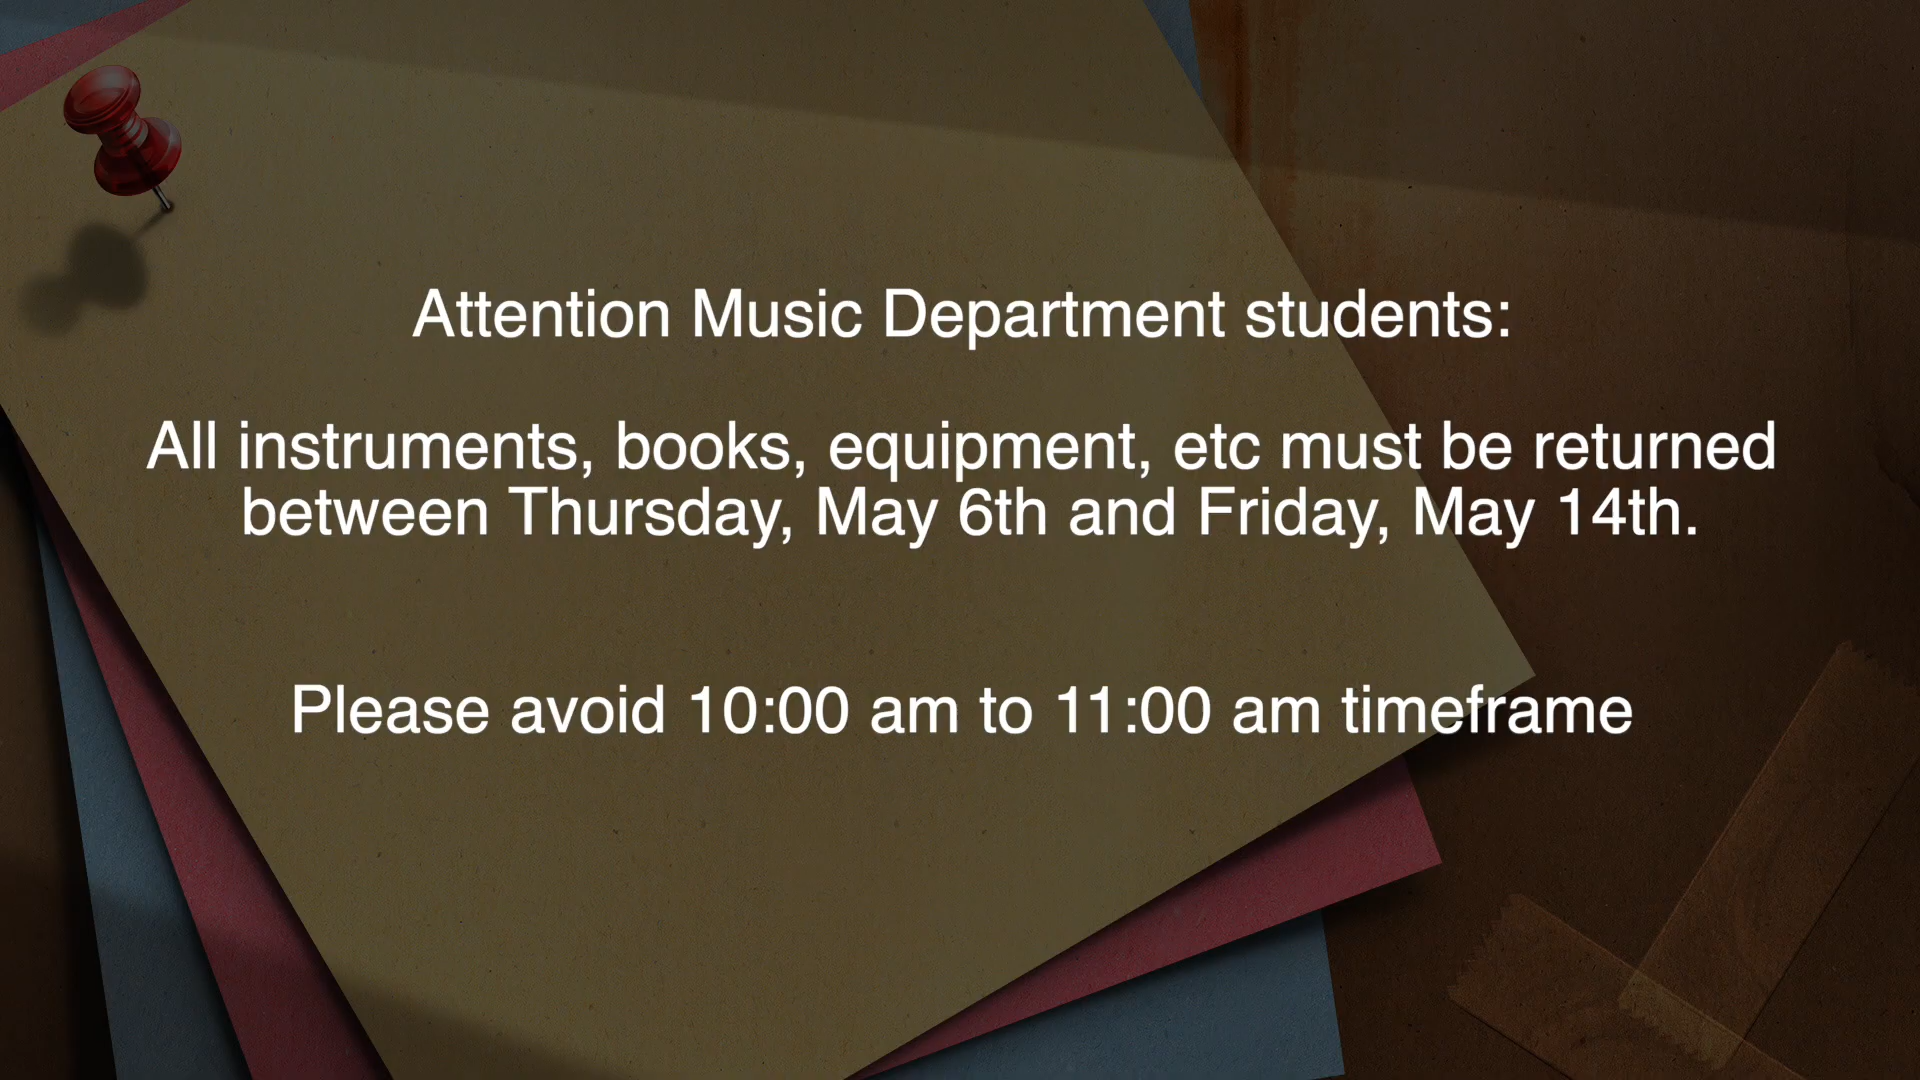 Attention Music Department students:
All instruments, books, equipment, etc must be returned
between Thursday, May 6th and Friday, May 14th.
Please avoid 10:00 am to 11:00 am timeframe